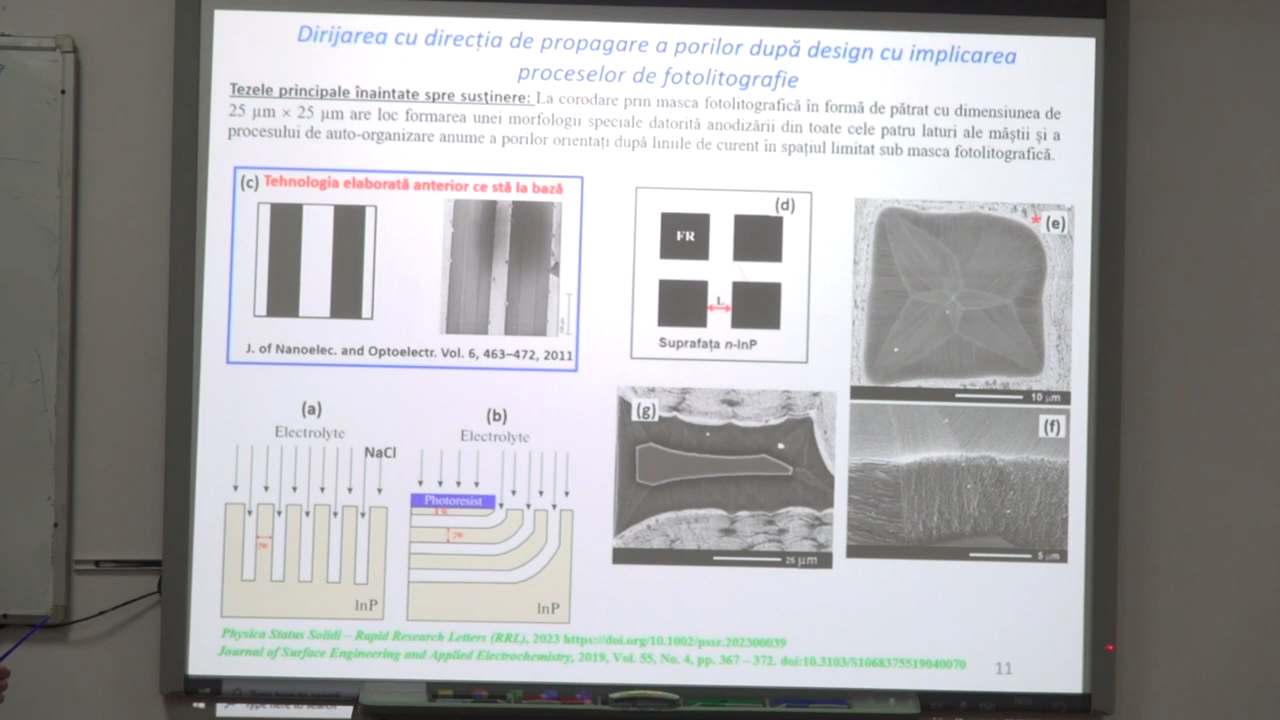 Dirijarea cu direcția de propagare a porilor după design cu implicarea
proceselor de fotolitografie
Tezele principale înaintate spre susținere: La corodare prin masca fotolitografică în formă de pătrat cu dimensiunea de
25 µm × 25 µm are loc formarea unei morfologii speciale datorită anodizării din toate cele patru laturi ale măștii și a
procesului de auto-organizare anume a porilor orientați după liniile de curent în spațiul limitat sub masca fotolitografică.
(c) Tehnologia elaborată anterior ce stă la bază
J. of Nanoelec. and Optoelectr. Vol. 6, 463–472, 2011
(d)
FR
L
Suprafața n-InP
* (e)
10 µm
(a)
Electrolyte
NaCl
2W
InP
(b)
Electrolyte
Photoresist
2W
InP
(g)
25 µm
(f)
5 µm
Physica Status Solidi – Rapid Research Letters (RRL), 2023 https://doi.org/10.1002/pssr.202300039
Journal of Surface Engineering and Applied Electrochemistry, 2019, Vol. 55, No. 4, pp. 367 – 372. doi:10.3103/S1068375519040070
11
Type here to search